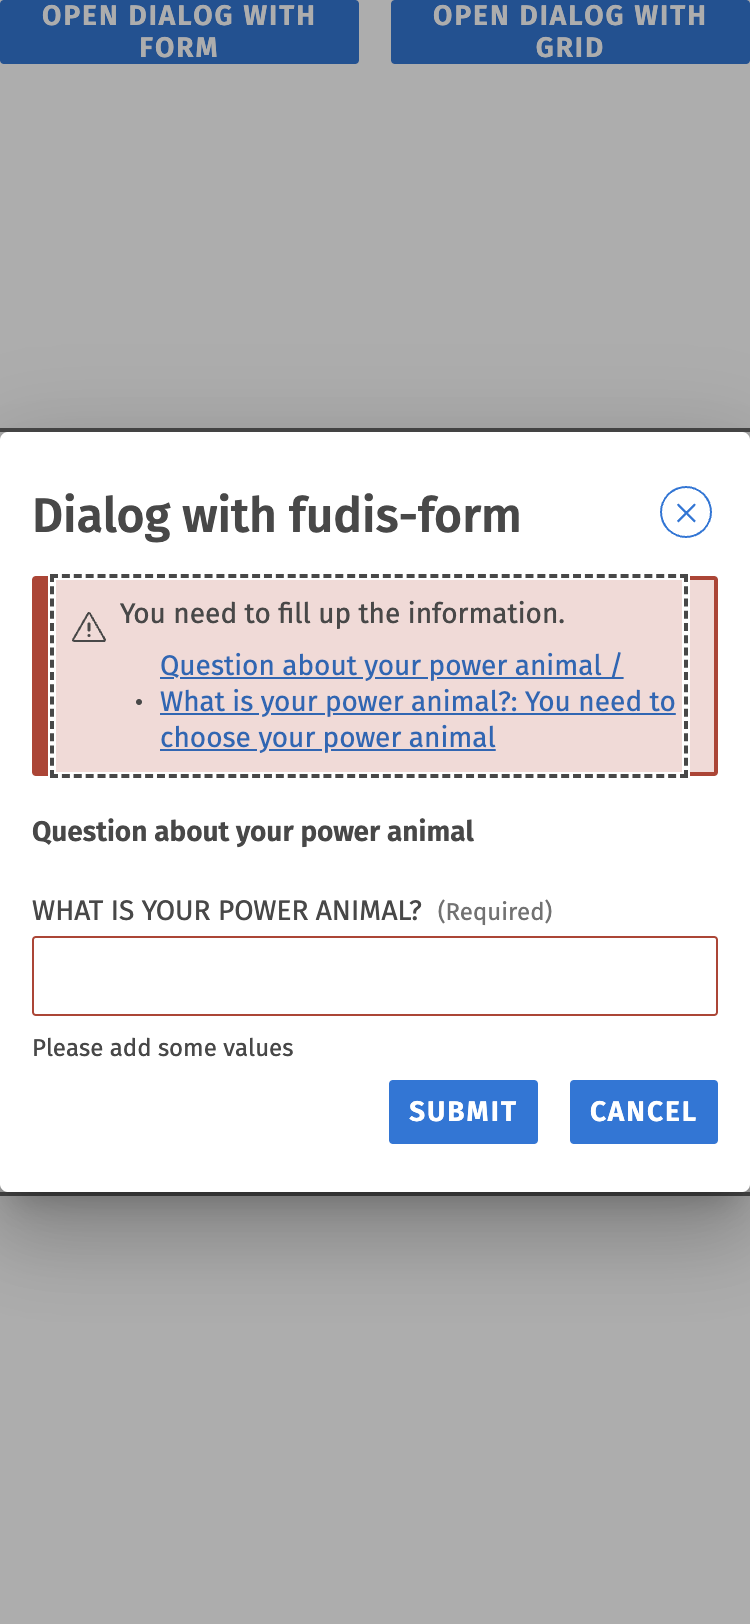 OPEN DIALOG WITH
FORM
OPEN DIALOG WITH
GRID
Dialog with fudis-form
You need to fill up the information.
Question about your power animal /
• What is your power animal?: You need to
choose your power animal
Question about your power animal
WHAT IS YOUR POWER ANIMAL? (Required)
Please add some values
SUBMIT
CANCEL